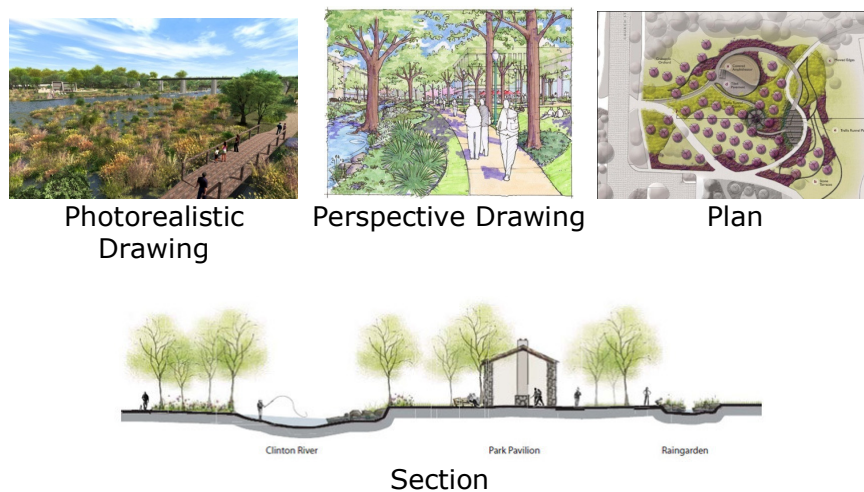 Photorealistic
Drawing
Perspective Drawing
Plan
Clinton River
Park Pavilion
Raingarden
Section